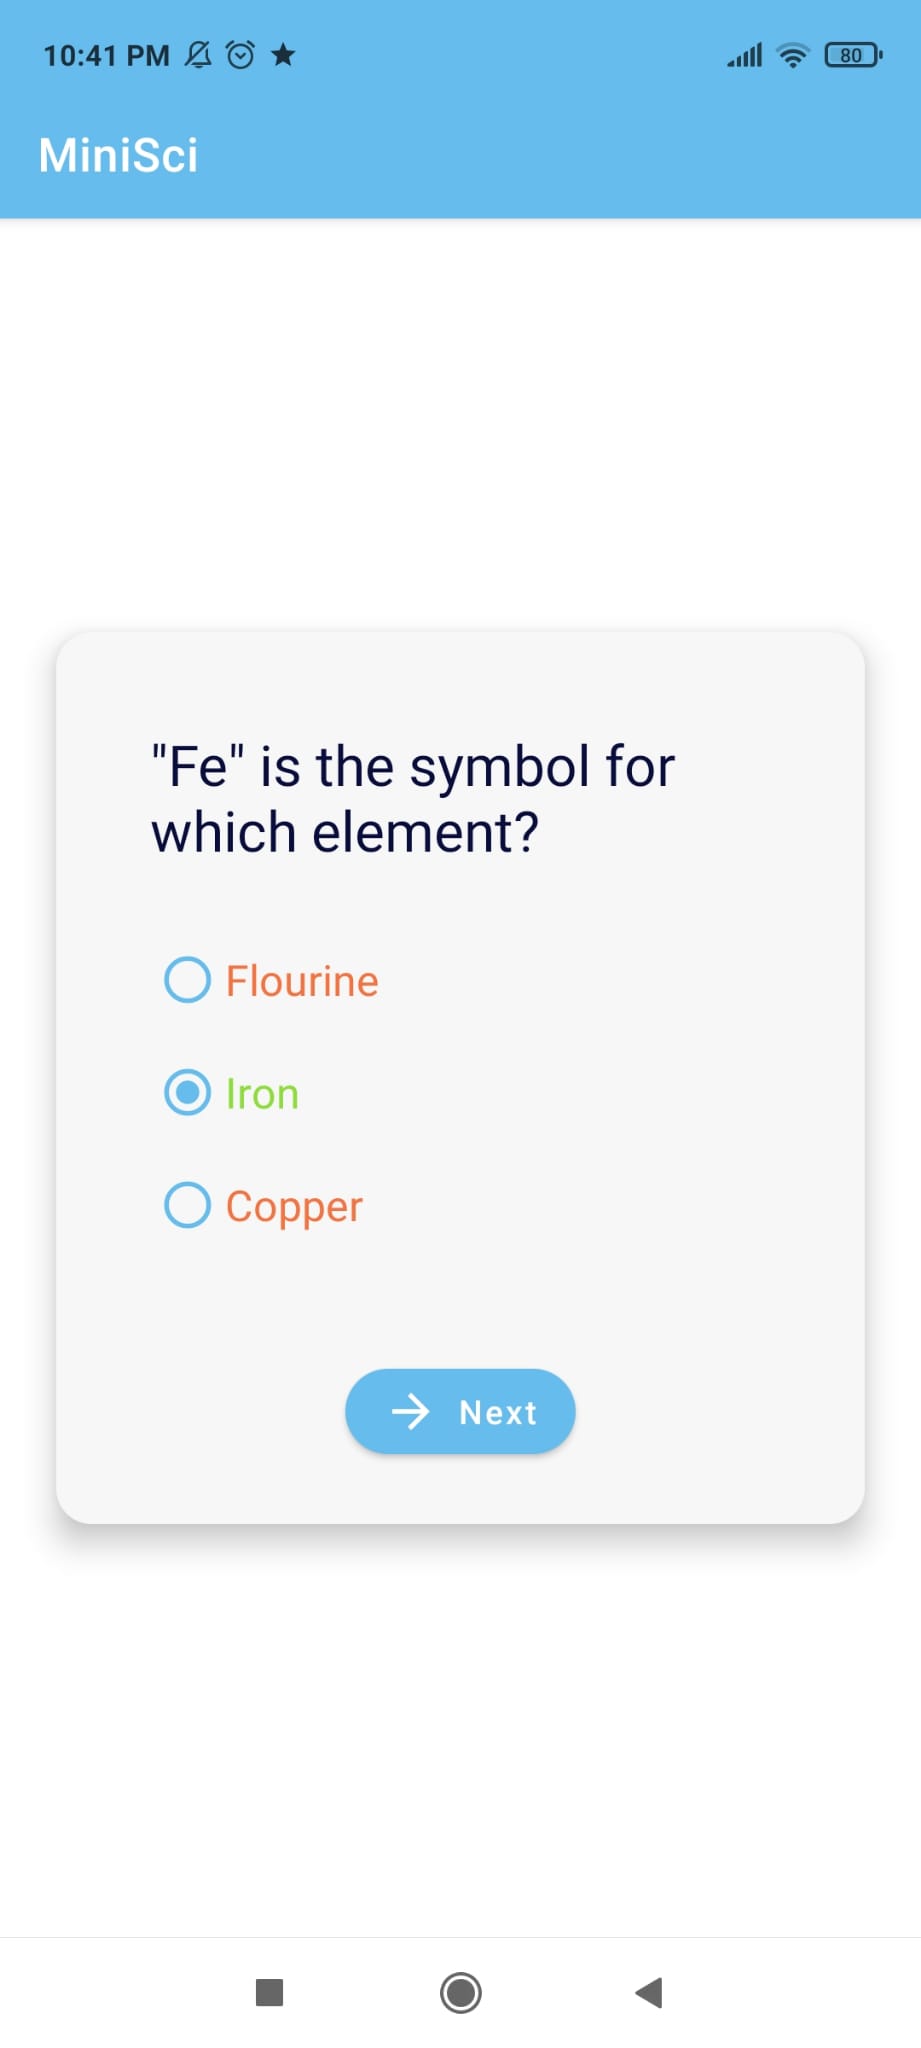 10:41 PM
80
MiniSci
"Fe" is the symbol for
which element?
Flourine
Iron
Copper
Next